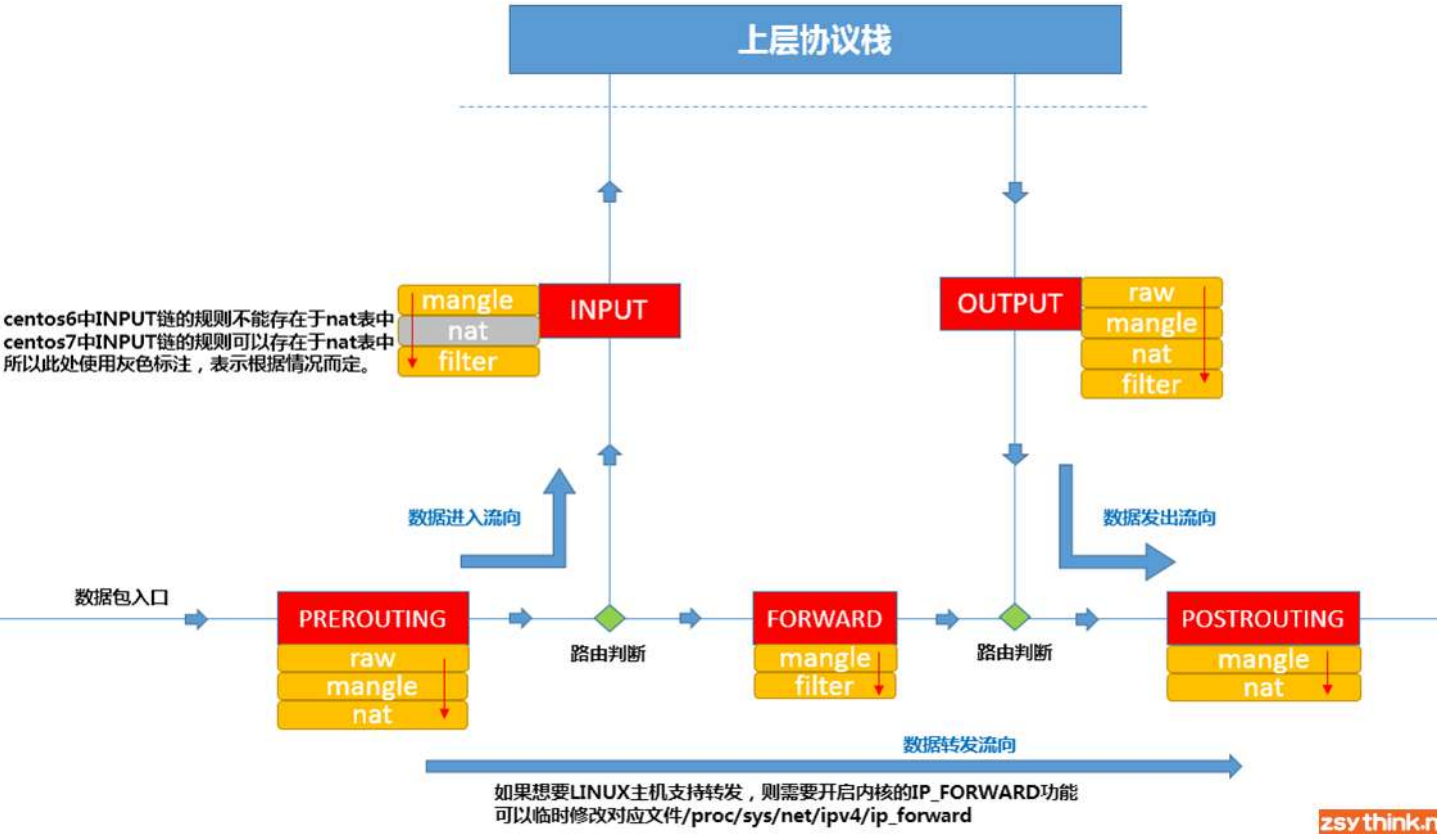 上层协议栈
mangle
nat
filter
INPUT
OUTPUT
raw
mangle
nat
filter
centos6中INPUT链的规则不能存在于nat表中
centos7中INPUT链的规则可以存在于nat表中
所以此处使用灰色标注，表示根据情况而定。
数据进入流向
数据发出流向
数据包入口
PREROUTING
raw
mangle
nat
路由判断
FORWARD
mangle
filter
路由判断
POSTROUTING
mangle
nat
数据转发流向
如果想要LINUX主机支持转发，则需要开启内核的IP_FORWARD功能
可以临时修改对应文件/proc/sys/net/ipv4/ip_forward
zsythink.n